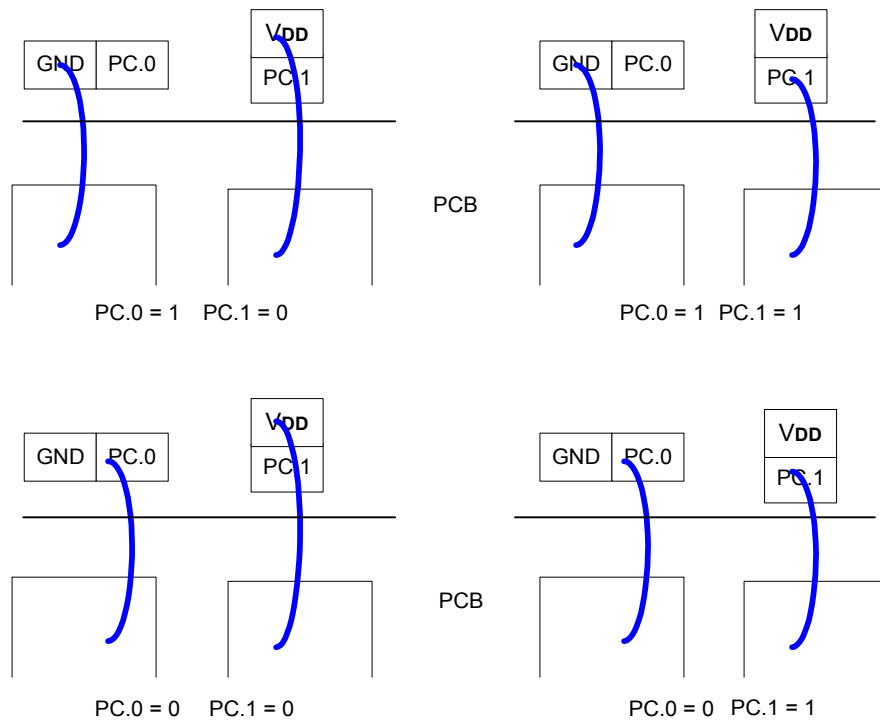 VDD VDD
GND PC.0 PC.1 GND PC.0 PC.1
PCB
PC.0 = 1 PC.1 = 0 PC.0 = 1 PC.1 = 1
VDD VDD
GND PC.0 PC.1 GND PC.0 PC.1
PCB
PC.0 = 0 PC.1 = 0 PC.0 = 0 PC.1 = 1